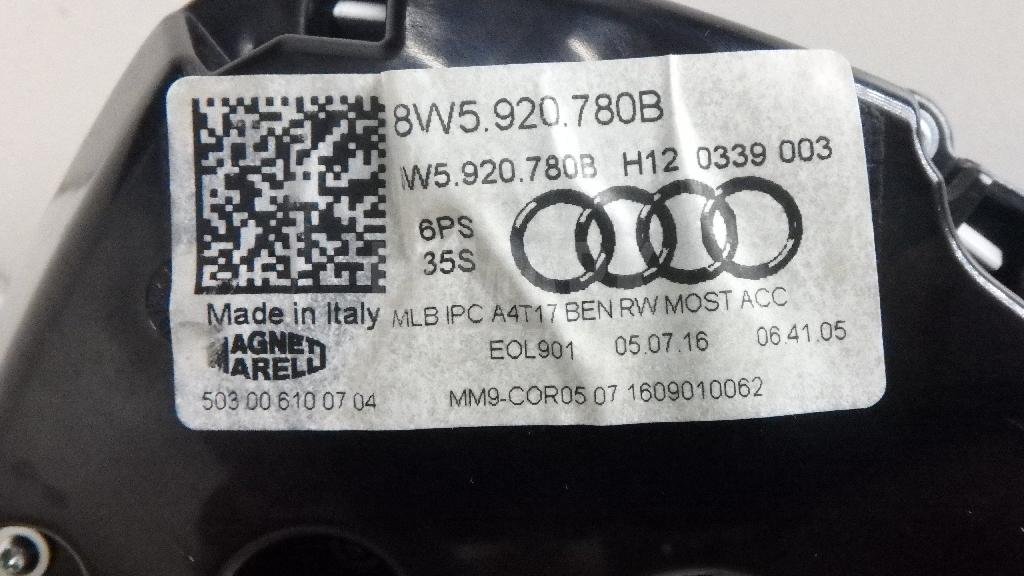 8W5.920.780B
W5.920.780B H12 0339 003
6PS
35S
Made in Italy
MLB IPC A4T17 BEN RW MOST ACC
MAGNETI
MARELLI
EOL901 05.07.16 06.41.05
503 00 610 07 04
MM9-COR05 07 1609010062